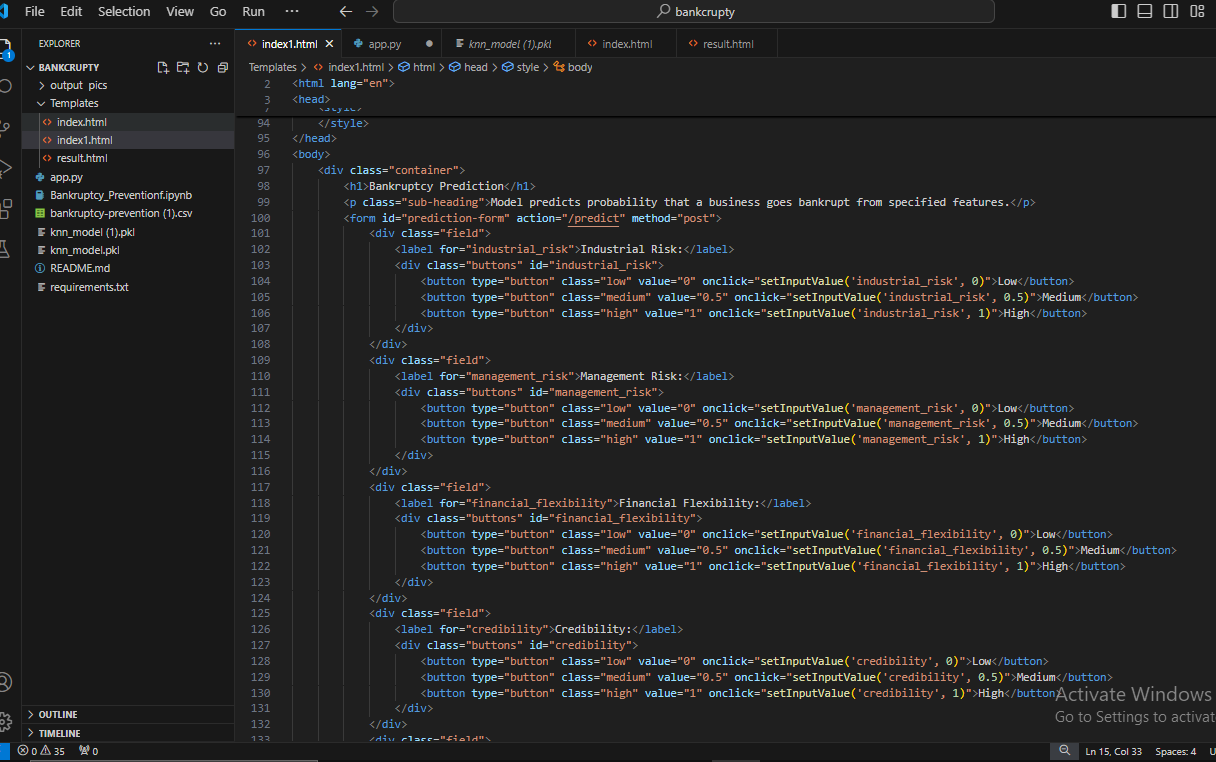 File Edit Selection View Go Run ··· ← → bankcrupty
EXPLORER ···
BANKCRUPTY
output pics
Templates
<> index.html
<> index1.html
<> result.html
app.py
Bankruptcy_Preventionf.ipynb
bankruptcy-prevention (1).csv
knn_model (1).pkl
knn_model.pkl
README.md
requirements.txt
OUTLINE
TIMELINE
1
<> index1.html × app.py ● knn_model (1).pkl <> index.html <> result.html
Templates > <> index1.html > html > head > style > body
2 <html lang="en">
3 <head>
7 <style>
94 </style>
95 </head>
96 <body>
97 <div class="container">
98 <h1>Bankruptcy Prediction</h1>
99 <p class="sub-heading">Model predicts probability that a business goes bankrupt from specified features.</p>
100 <form id="prediction-form" action="/predict" method="post">
101 <div class="field">
102 <label for="industrial_risk">Industrial Risk:</label>
103 <div class="buttons" id="industrial_risk">
104 <button type="button" class="low" value="0" onclick="setInputValue('industrial_risk', 0)">Low</button>
105 <button type="button" class="medium" value="0.5" onclick="setInputValue('industrial_risk', 0.5)">Medium</button>
106 <button type="button" class="high" value="1" onclick="setInputValue('industrial_risk', 1)">High</button>
107 </div>
108 </div>
109 <div class="field">
110 <label for="management_risk">Management Risk:</label>
111 <div class="buttons" id="management_risk">
112 <button type="button" class="low" value="0" onclick="setInputValue('management_risk', 0)">Low</button>
113 <button type="button" class="medium" value="0.5" onclick="setInputValue('management_risk', 0.5)">Medium</button>
114 <button type="button" class="high" value="1" onclick="setInputValue('management_risk', 1)">High</button>
115 </div>
116 </div>
117 <div class="field">
118 <label for="financial_flexibility">Financial Flexibility:</label>
119 <div class="buttons" id="financial_flexibility">
120 <button type="button" class="low" value="0" onclick="setInputValue('financial_flexibility', 0)">Low</button>
121 <button type="button" class="medium" value="0.5" onclick="setInputValue('financial_flexibility', 0.5)">Medium</button>
122 <button type="button" class="high" value="1" onclick="setInputValue('financial_flexibility', 1)">High</button>
123 </div>
124 </div>
125 <div class="field">
126 <label for="credibility">Credibility:</label>
127 <div class="buttons" id="credibility">
128 <button type="button" class="low" value="0" onclick="setInputValue('credibility', 0)">Low</button>
129 <button type="button" class="medium" value="0.5" onclick="setInputValue('credibility', 0.5)">Medium</button>
130 <button type="button" class="high" value="1" onclick="setInputValue('credibility', 1)">High</button>
131 </div>
132 </div>
133 <div class="field">
Activate Windows
Go to Settings to activat
0 35 0 Ln 15, Col 33 Spaces: 4 U